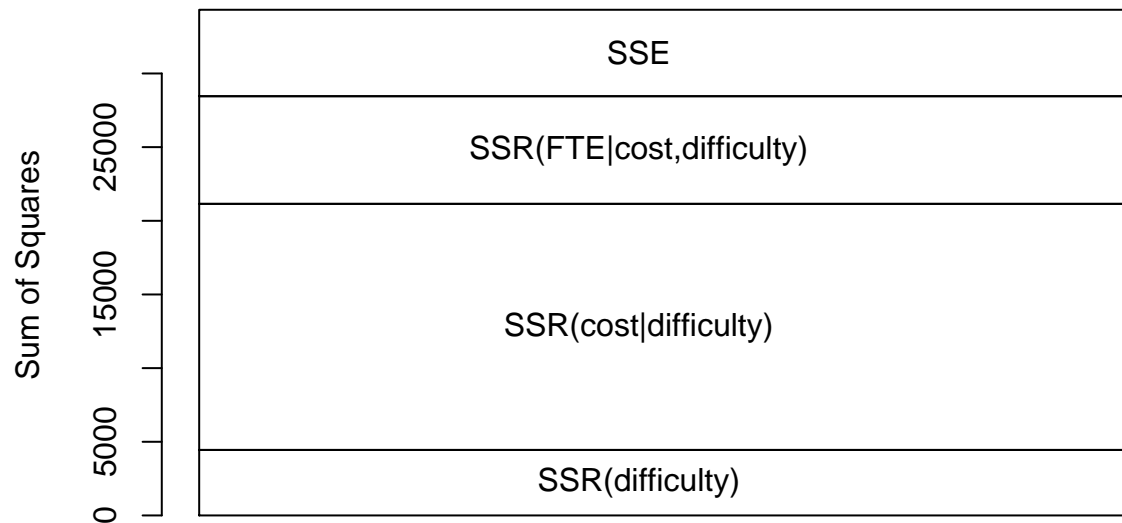 SSE
SSR(FTE|cost,difficulty)
SSR(cost|difficulty)
SSR(difficulty)
Sum of Squares
25000
15000
5000
0